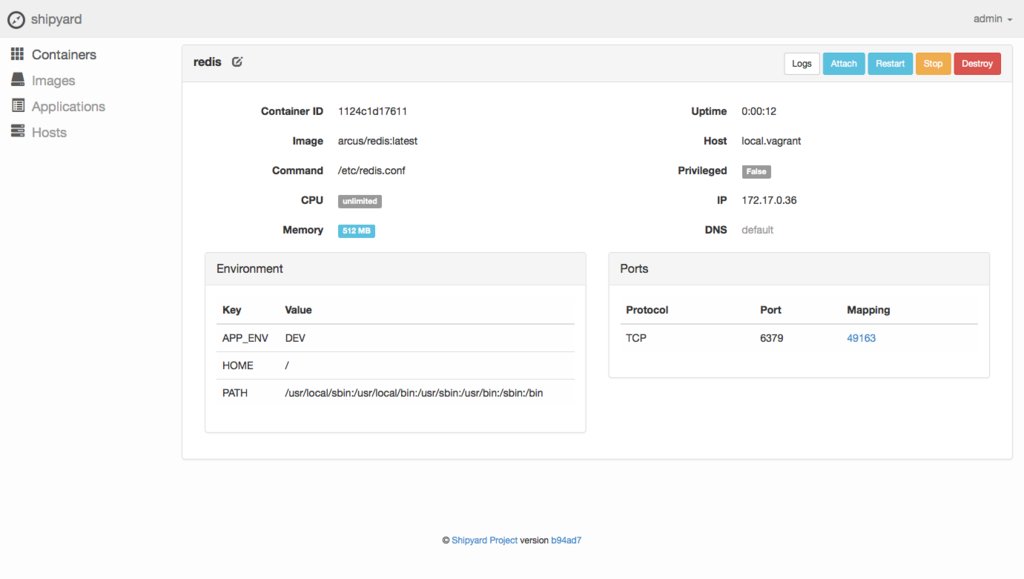 shipyard
admin
Containers
Images
Applications
Hosts
redis
Logs Attach Restart Stop Destroy
Container ID 1124c1d17611
Image arcus/redis:latest
Command /etc/redis.conf
CPU unlimited
Memory 512 MB
Uptime 0:00:12
Host local.vagrant
Privileged False
IP 172.17.0.36
DNS default
Environment
Key Value
APP_ENV DEV
HOME /
PATH /usr/local/sbin:/usr/local/bin:/usr/sbin:/usr/bin:/sbin:/bin
Ports
Protocol Port Mapping
TCP 6379 49163
© Shipyard Project version b94ad7